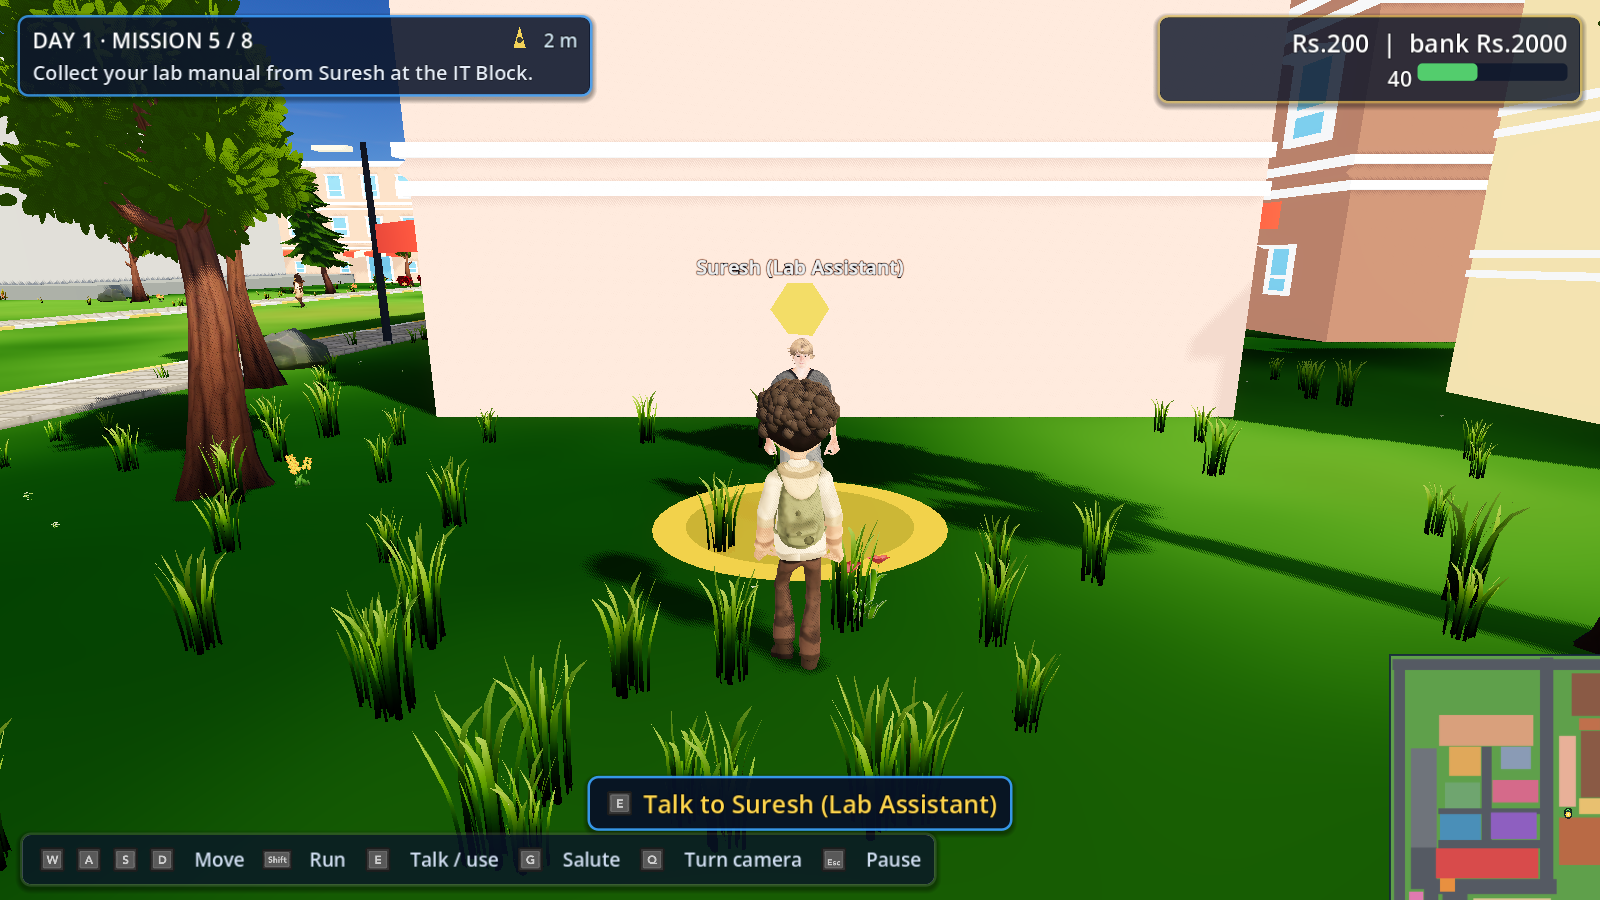 DAY 1 · MISSION 5 / 8
2 m
Collect your lab manual from Suresh at the IT Block.
Rs.200 | bank Rs.2000
40
Suresh (Lab Assistant)
E Talk to Suresh (Lab Assistant)
W A S D Move Shift Run E Talk / use G Salute Q Turn camera Esc Pause